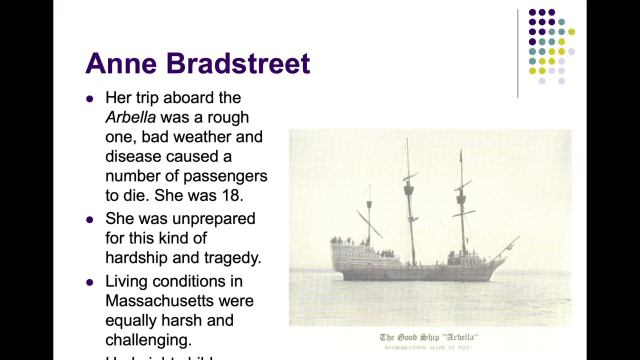 Anne Bradstreet
Her trip aboard the
Arbella was a rough
one, bad weather and
disease caused a
number of passengers
to die. She was 18.
She was unprepared
for this kind of
hardship and tragedy.
Living conditions in
Massachusetts were
equally harsh and
challenging.
The Good Ship "Arbella"